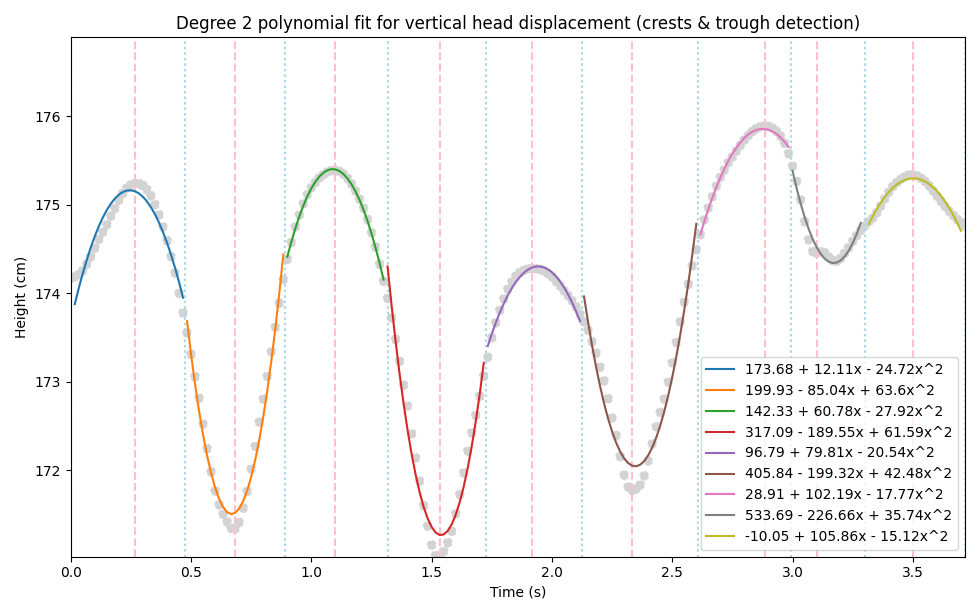 Degree 2 polynomial fit for vertical head displacement (crests & trough detection)
176
175
174
173
172
Height (cm)
173.68 + 12.11x - 24.72x^2
199.93 - 85.04x + 63.6x^2
142.33 + 60.78x - 27.92x^2
317.09 - 189.55x + 61.59x^2
96.79 + 79.81x - 20.54x^2
405.84 - 199.32x + 42.48x^2
28.91 + 102.19x - 17.77x^2
533.69 - 226.66x + 35.74x^2
-10.05 + 105.86x - 15.12x^2
0.0 0.5 1.0 1.5 2.0 2.5 3.0 3.5
Time (s)